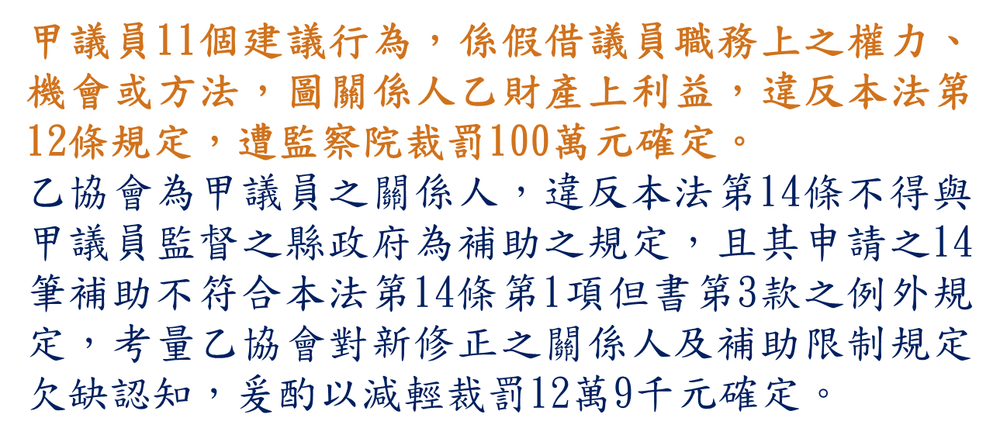 甲議員11個建議行為，係假借議員職務上之權力、
機會或方法，圖關係人乙財產上利益，違反本法第
12條規定，遭監察院裁罰100萬元確定。
乙協會為甲議員之關係人，違反本法第14條不得與
甲議員監督之縣政府為補助之規定，且其申請之14
筆補助不符合本法第14條第1項但書第3款之例外規
定，考量乙協會對新修正之關係人及補助限制規定
欠缺認知，爰酌以減輕裁罰12萬9千元確定。